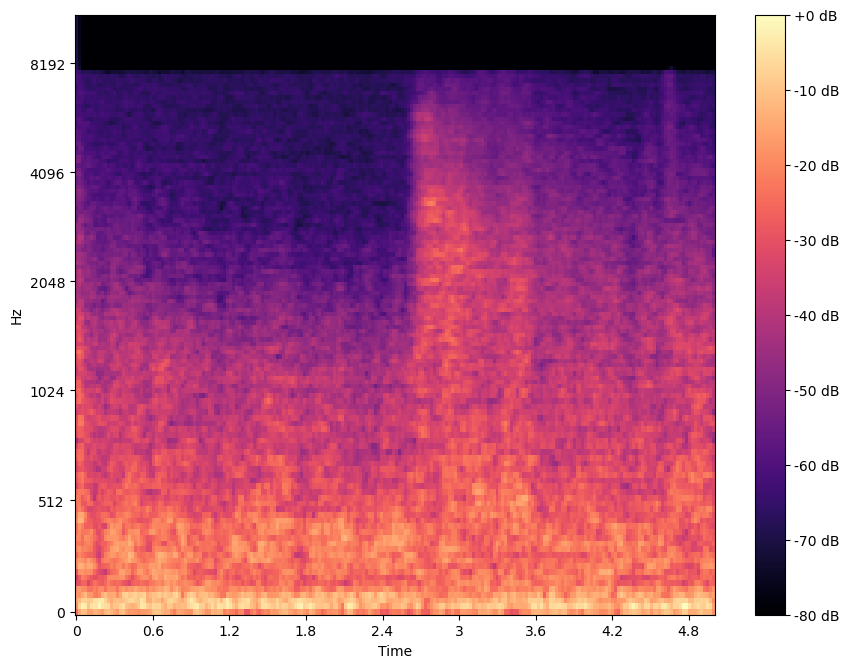 +0 dB
8192
-10 dB
4096
-20 dB
-30 dB
2048
Hz
-40 dB
1024
-50 dB
512
-60 dB
-70 dB
0
-80 dB
0 0.6 1.2 1.8 2.4 3 3.6 4.2 4.8
Time